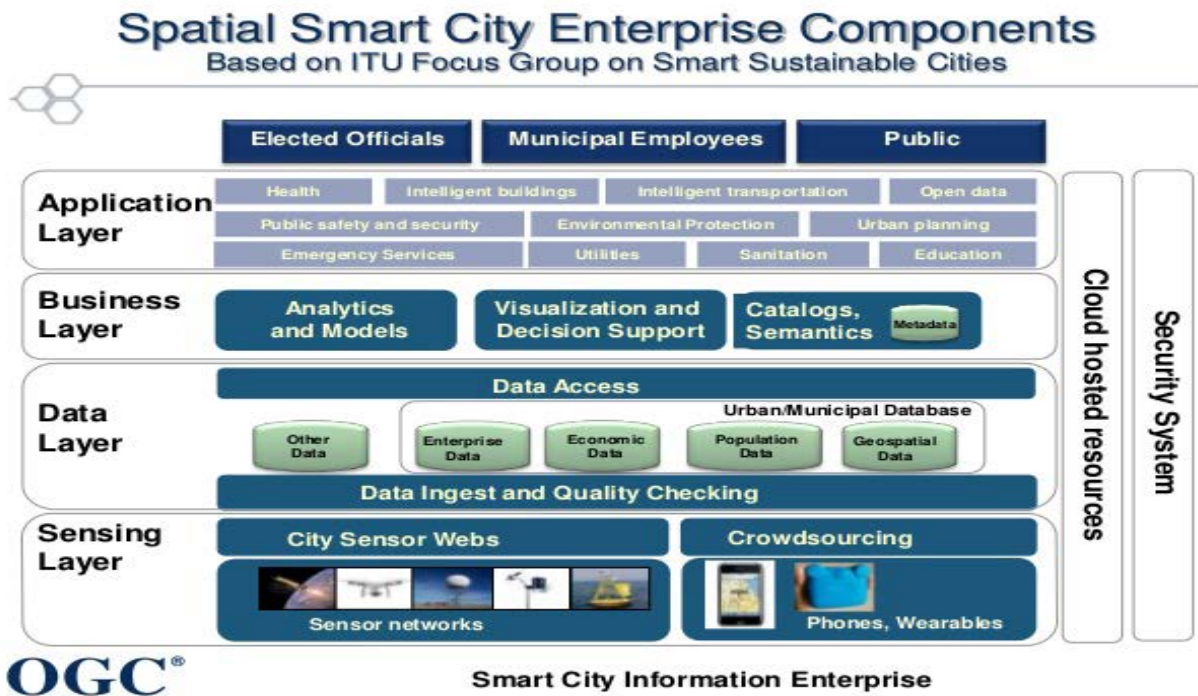 Spatial Smart City Enterprise Components
Based on ITU Focus Group on Smart Sustainable Cities
Elected Officials
Municipal Employees
Public
Application
Layer
Health
Intelligent buildings
Intelligent transportation
Open data
Public safety and security
Environmental Protection
Urban planning
Emergency Services
Utilities
Sanitation
Education
Business
Layer
Analytics
and Models
Visualization and
Decision Support
Catalogs,
Semantics
Metadata
Data
Layer
Data Access
Urban/Municipal Database
Other
Data
Enterprise
Data
Economic
Data
Population
Data
Geospatial
Data
Data Ingest and Quality Checking
Sensing
Layer
City Sensor Webs
Sensor networks
Crowdsourcing
Phones, Wearables
Cloud hosted resources
Security System
OGC®
Smart City Information Enterprise